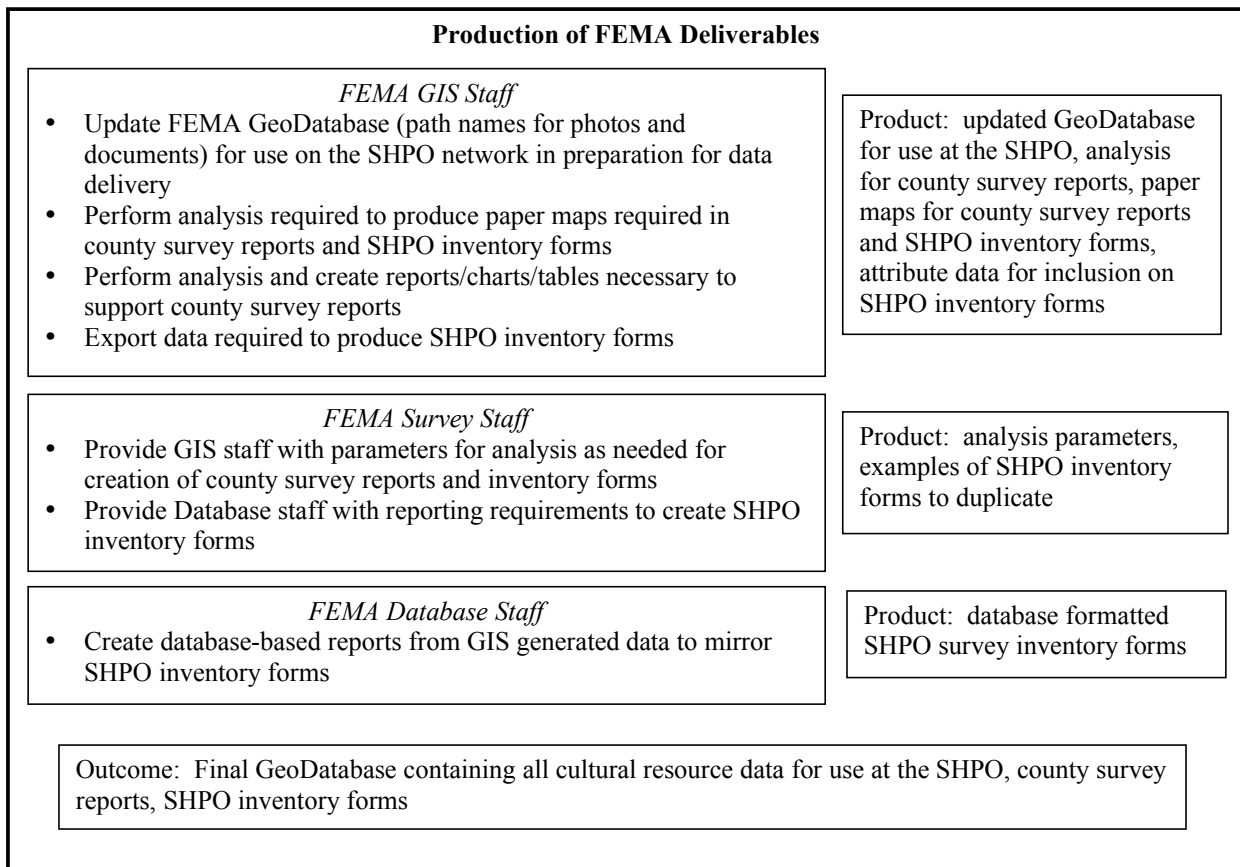 Production of FEMA Deliverables
FEMA GIS Staff
• Update FEMA GeoDatabase (path names for photos and
documents) for use on the SHPO network in preparation for data
delivery
• Perform analysis required to produce paper maps required in
county survey reports and SHPO inventory forms
• Perform analysis and create reports/charts/tables necessary to
support county survey reports
• Export data required to produce SHPO inventory forms
Product:  updated GeoDatabase
for use at the SHPO, analysis
for county survey reports, paper
maps for county survey reports
and SHPO inventory forms,
attribute data for inclusion on
SHPO inventory forms
FEMA Survey Staff
• Provide GIS staff with parameters for analysis as needed for
creation of county survey reports and inventory forms
• Provide Database staff with reporting requirements to create SHPO
inventory forms
Product:  analysis parameters,
examples of SHPO inventory
forms to duplicate
FEMA Database Staff
• Create database-based reports from GIS generated data to mirror
SHPO inventory forms
Product:  database formatted
SHPO survey inventory forms
Outcome:  Final GeoDatabase containing all cultural resource data for use at the SHPO, county survey
reports, SHPO inventory forms